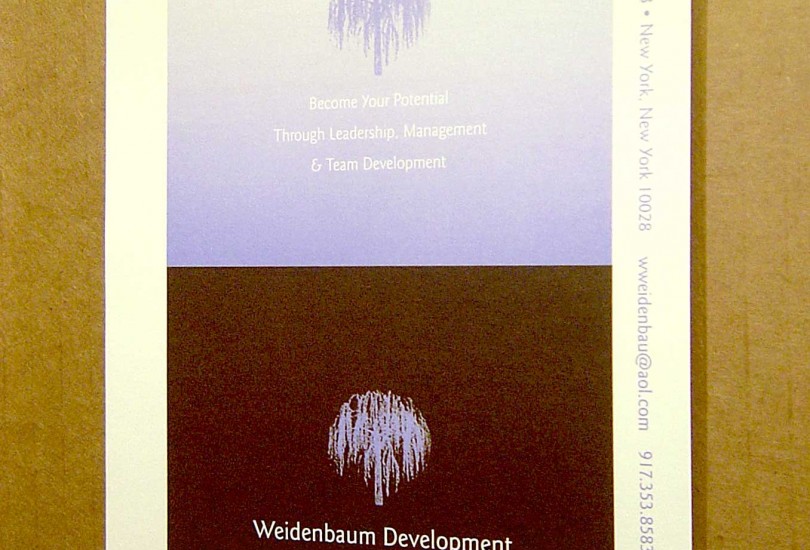 Become Your Potential
Through Leadership, Management
& Team Development
Weidenbaum Development
• New York, New York 10028 wweidenbau@aol.com 917.353.8583